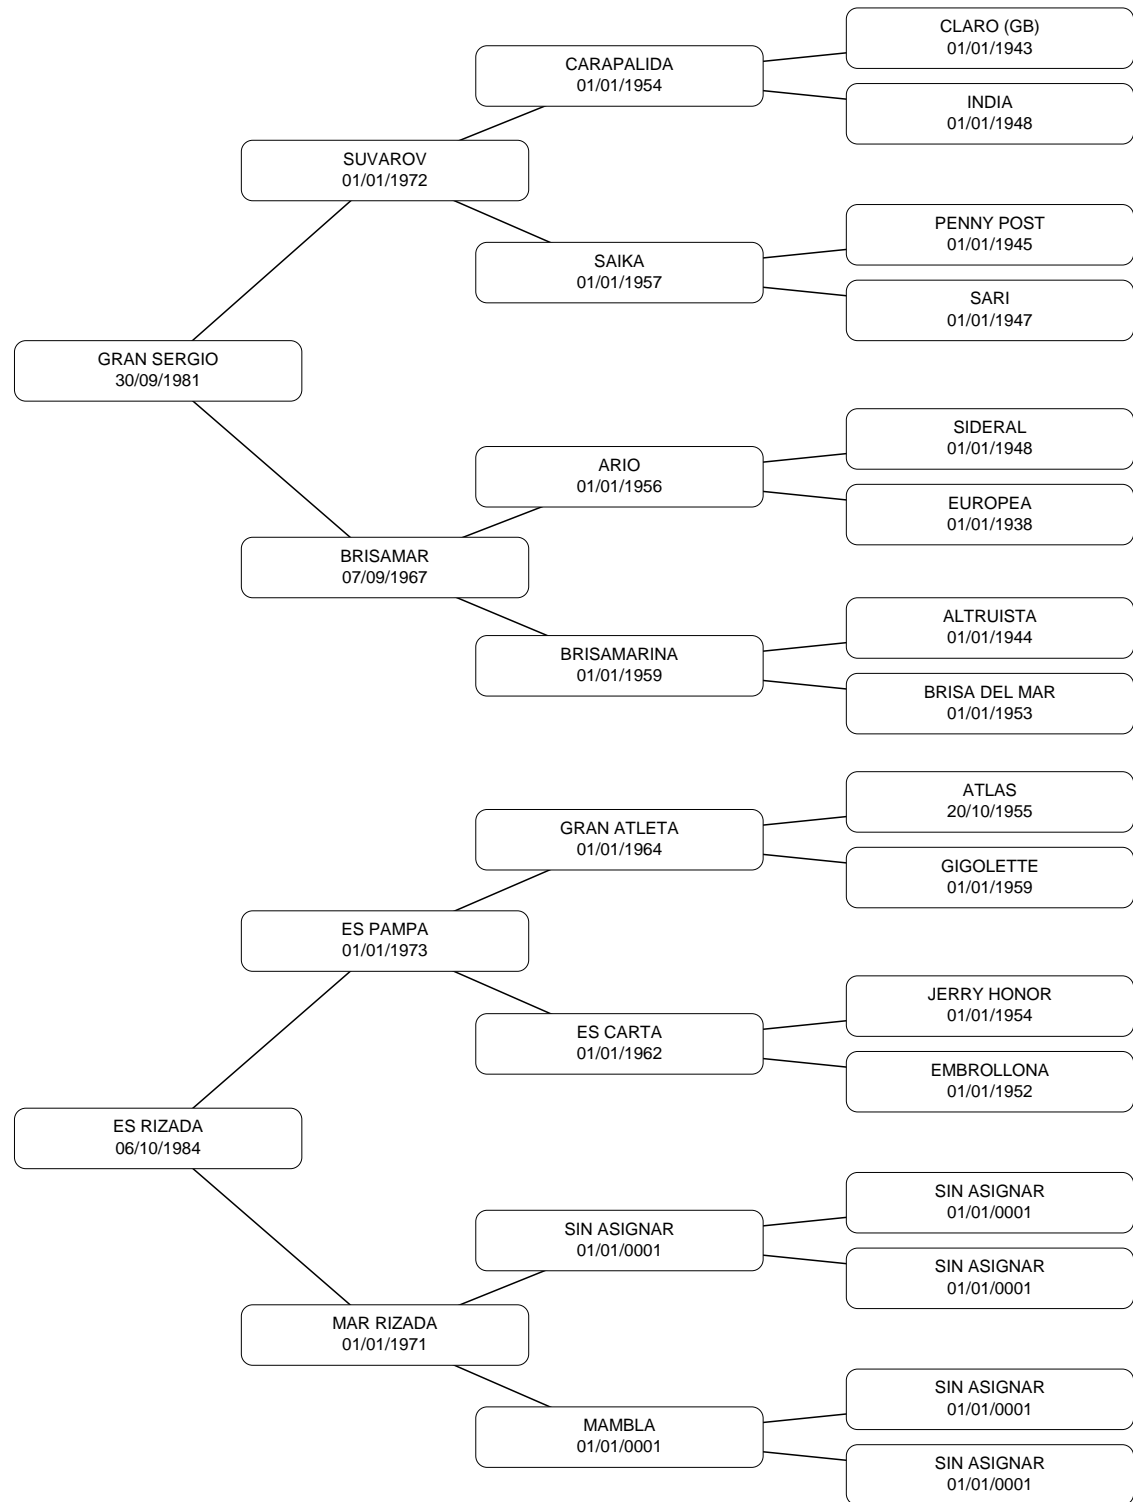 CLARO (GB)
01/01/1943
CARAPALIDA
01/01/1954
INDIA
01/01/1948
SUVAROV
01/01/1972
PENNY POST
01/01/1945
SAIKA
01/01/1957
SARI
01/01/1947
GRAN SERGIO
30/09/1981
SIDERAL
01/01/1948
ARIO
01/01/1956
EUROPEA
01/01/1938
BRISAMAR
07/09/1967
ALTRUISTA
01/01/1944
BRISAMARINA
01/01/1959
BRISA DEL MAR
01/01/1953
ATLAS
20/10/1955
GRAN ATLETA
01/01/1964
GIGOLETTE
01/01/1959
ES PAMPA
01/01/1973
JERRY HONOR
01/01/1954
ES CARTA
01/01/1962
EMBROLLONA
01/01/1952
ES RIZADA
06/10/1984
SIN ASIGNAR
01/01/0001
SIN ASIGNAR
01/01/0001
SIN ASIGNAR
01/01/0001
MAR RIZADA
01/01/1971
SIN ASIGNAR
01/01/0001
MAMBLA
01/01/0001
SIN ASIGNAR
01/01/0001